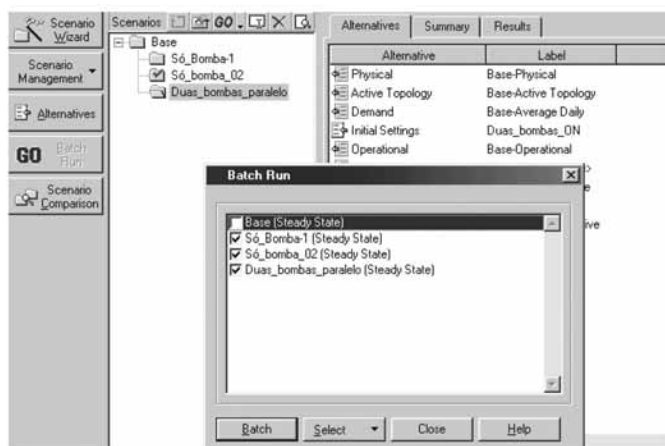 Scenario Wizard
Scenario Management
Alternatives
GO Batch Run
Scenario Comparison
Scenarios GO
Base
Só_Bomba-1
Só_bomba_02
Duas_bombas_paralelo
Alternatives Summary Results
Alternative Label
Physical Base-Physical
Active Topology Base-Active Topology
Demand Base-Average Daily
Initial Settings Duas_bombas_ON
Operational Base-Operational
Batch Run
Base (Steady State)
Só_Bomba-1 (Steady State)
Só_bomba_02 (Steady State)
Duas_bombas_paralelo (Steady State)
Batch Select Close Help